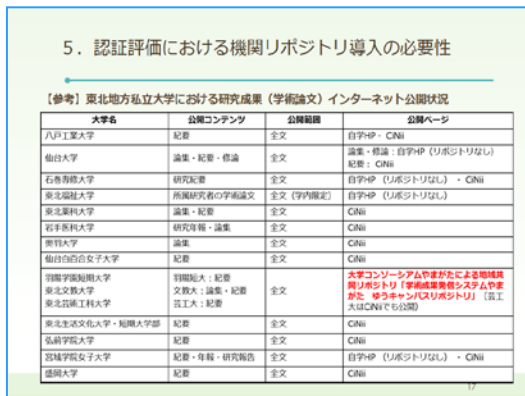 5．認証評価における機関リポジトリ導入の必要性
【参考】東北地方私立大学における研究成果（学術論文）インターネット公開状況
大学名 公開コンテンツ 公開範囲 公開ページ
八戸工業大学 紀要 全文 自学HP・CiNii
仙台大学 論集・紀要・修論 全文 論集・修論：自学HP（リポジトリなし）
紀要：CiNii
石巻専修大学 研究紀要 全文 自学HP （リポジトリなし） ・ CiNii
東北福祉大学 所属研究者の学術論文 全文（学内限定） 自学HP （リポジトリなし）
東北薬科大学 論集・紀要 全文 CiNii
岩手医科大学 研究年報・論集 全文 CiNii
奥羽大学 論集 全文 CiNii
仙台白百合女子大学 紀要 全文 CiNii
羽陽学園短期大学
東北文教大学
東北芸術工科大学
羽陽短大：紀要
文教大：論集・紀要
芸工大：紀要
全文
大学コンソーシアムやまがたによる地域共
同リポジトリ「学術成果発信システムやま
がた ゆうキャンパスリポジトリ」（芸工
大はCiNiiでも公開）
東北生活文化大学・短期大学部 紀要 全文 CiNii
弘前学院大学 紀要 全文 CiNii
宮城学院女子大学 紀要・年報・研究報告 全文 自学HP （リポジトリなし） ・ CiNii
盛岡大学 紀要 全文 CiNii
17